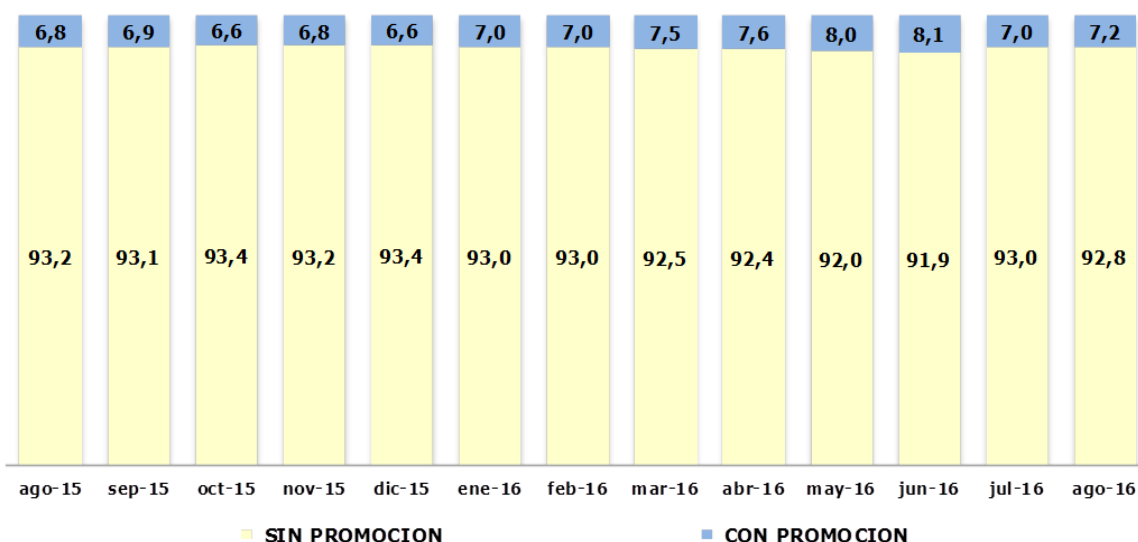 6,8 6,9 6,6 6,8 6,6 7,0 7,0 7,5 7,6 8,0 8,1 7,0 7,2
93,2 93,1 93,4 93,2 93,4 93,0 93,0 92,5 92,4 92,0 91,9 93,0 92,8
ago-15 sep-15 oct-15 nov-15 dic-15 ene-16 feb-16 mar-16 abr-16 may-16 jun-16 jul-16 ago-16
SIN PROMOCION CON PROMOCION